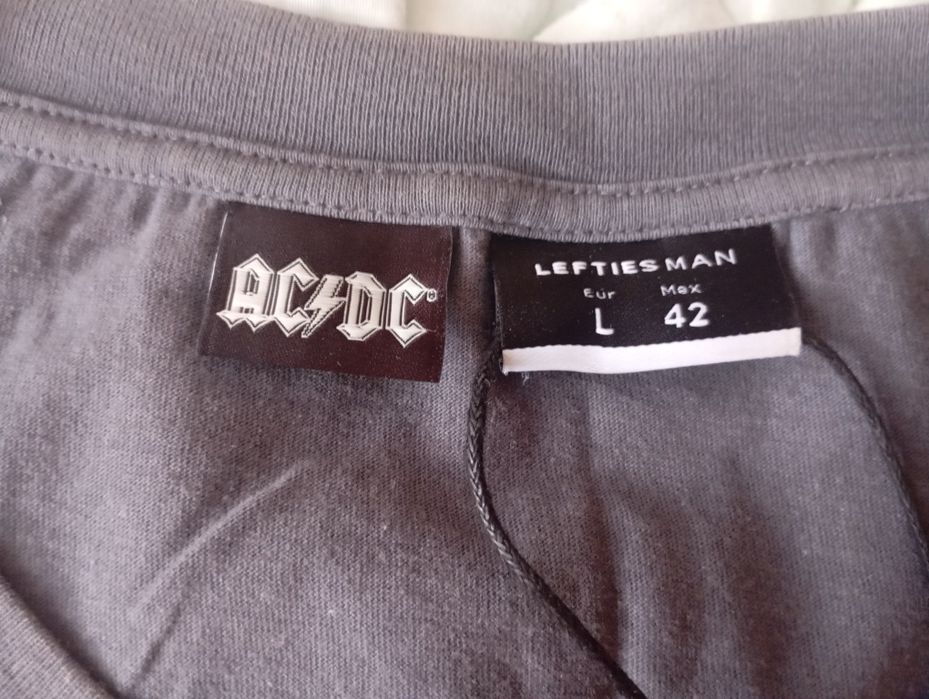 AC⚡DC®
LEFTIES MAN
Eur Mex
L 42